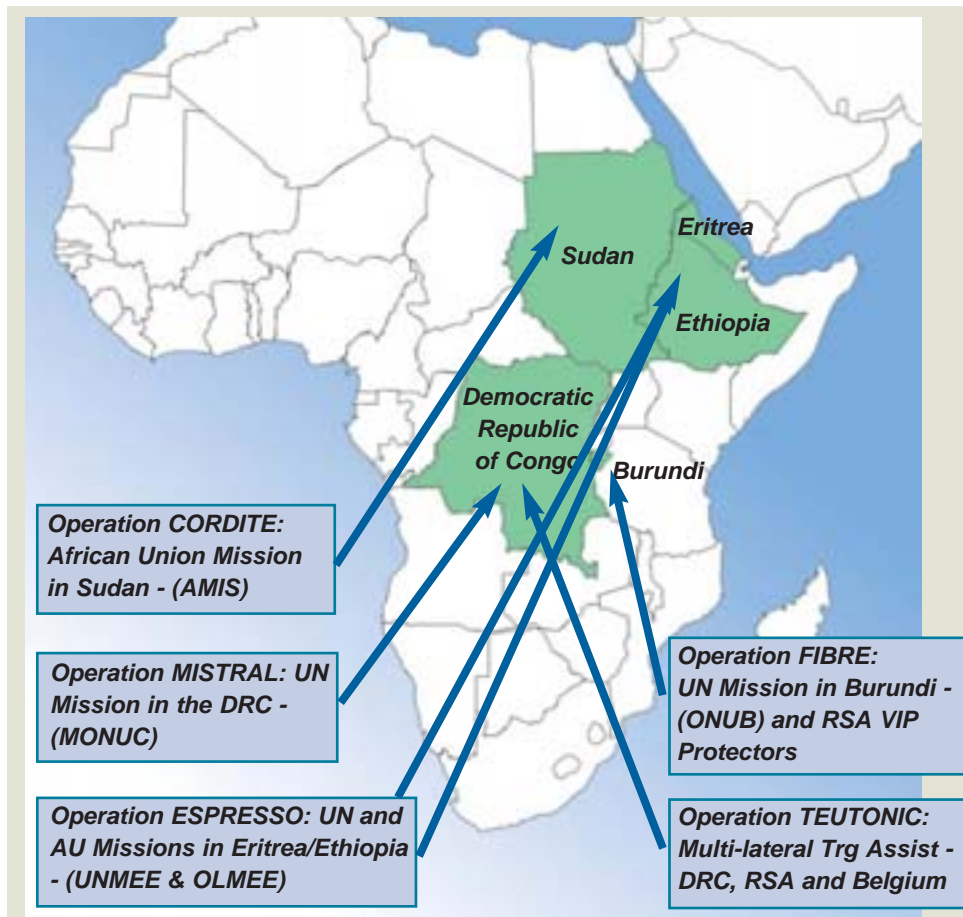 Eritrea
Sudan
Ethiopia
Democratic
Republic
of Congo
Burundi
Operation CORDITE:
African Union Mission
in Sudan - (AMIS)
Operation MISTRAL: UN
Mission in the DRC -
(MONUC)
Operation ESPRESSO: UN and
AU Missions in Eritrea/Ethiopia
- (UNMEE & OLMEE)
Operation FIBRE:
UN Mission in Burundi -
(ONUB) and RSA VIP
Protectors
Operation TEUTONIC:
Multi-lateral Trg Assist -
DRC, RSA and Belgium